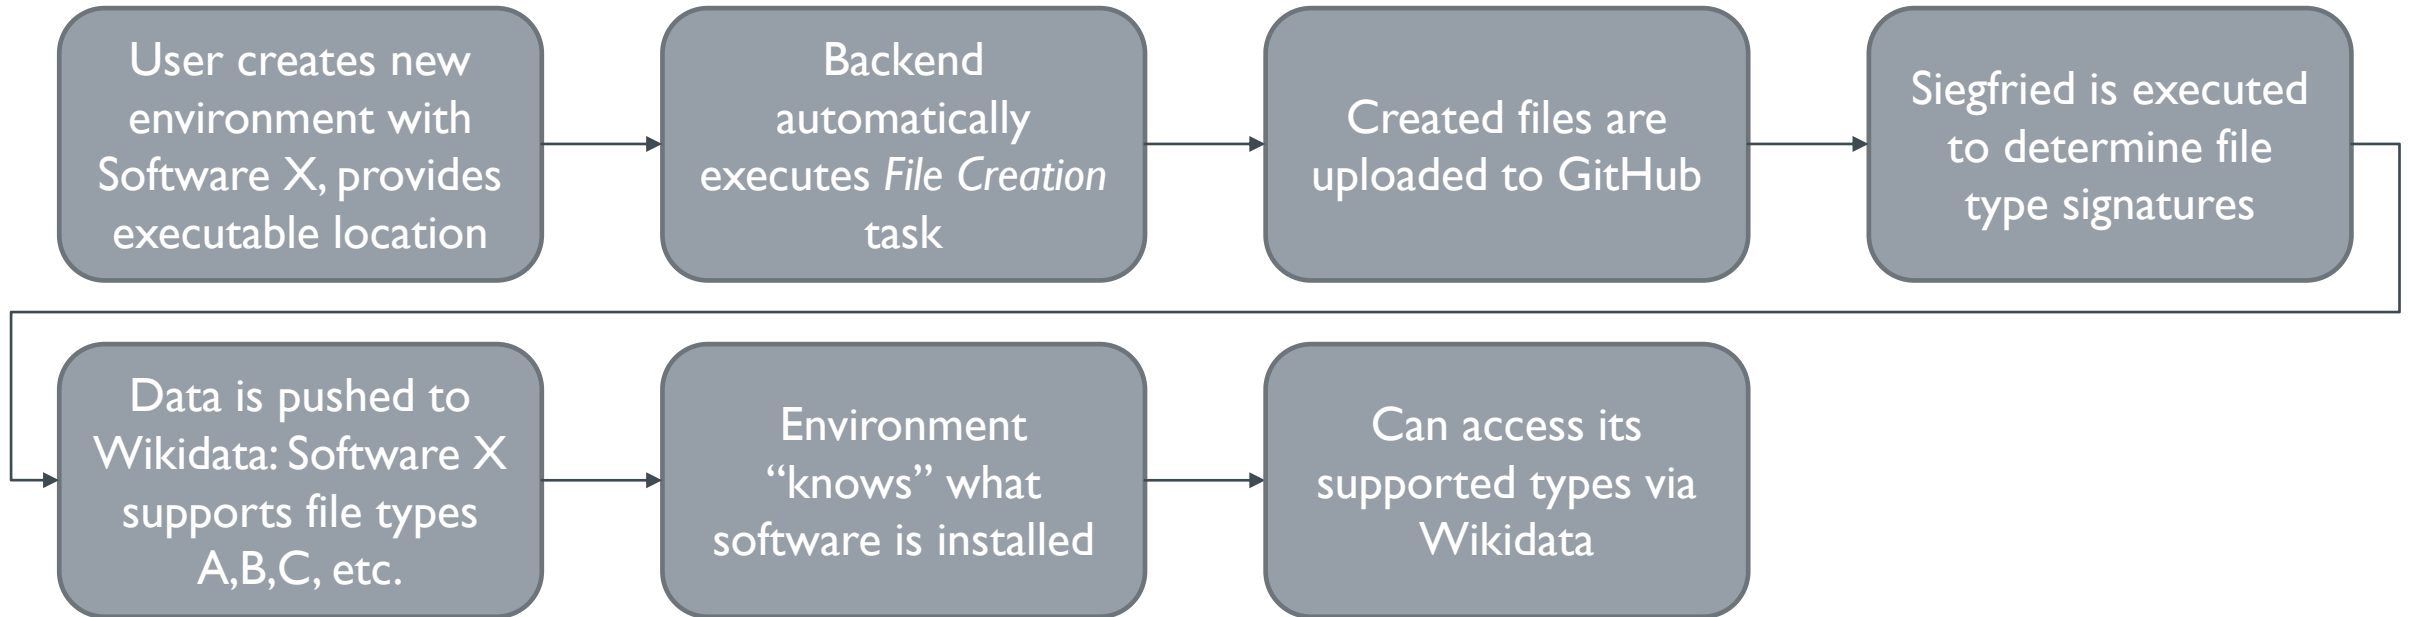 User creates new
environment with
Software X, provides
executable location
Backend
automatically
executes File Creation
task
Created files are
uploaded to GitHub
Siegfried is executed
to determine file
type signatures
Data is pushed to
Wikidata: Software X
supports file types
A,B,C, etc.
Environment
“knows” what
software is installed
Can access its
supported types via
Wikidata